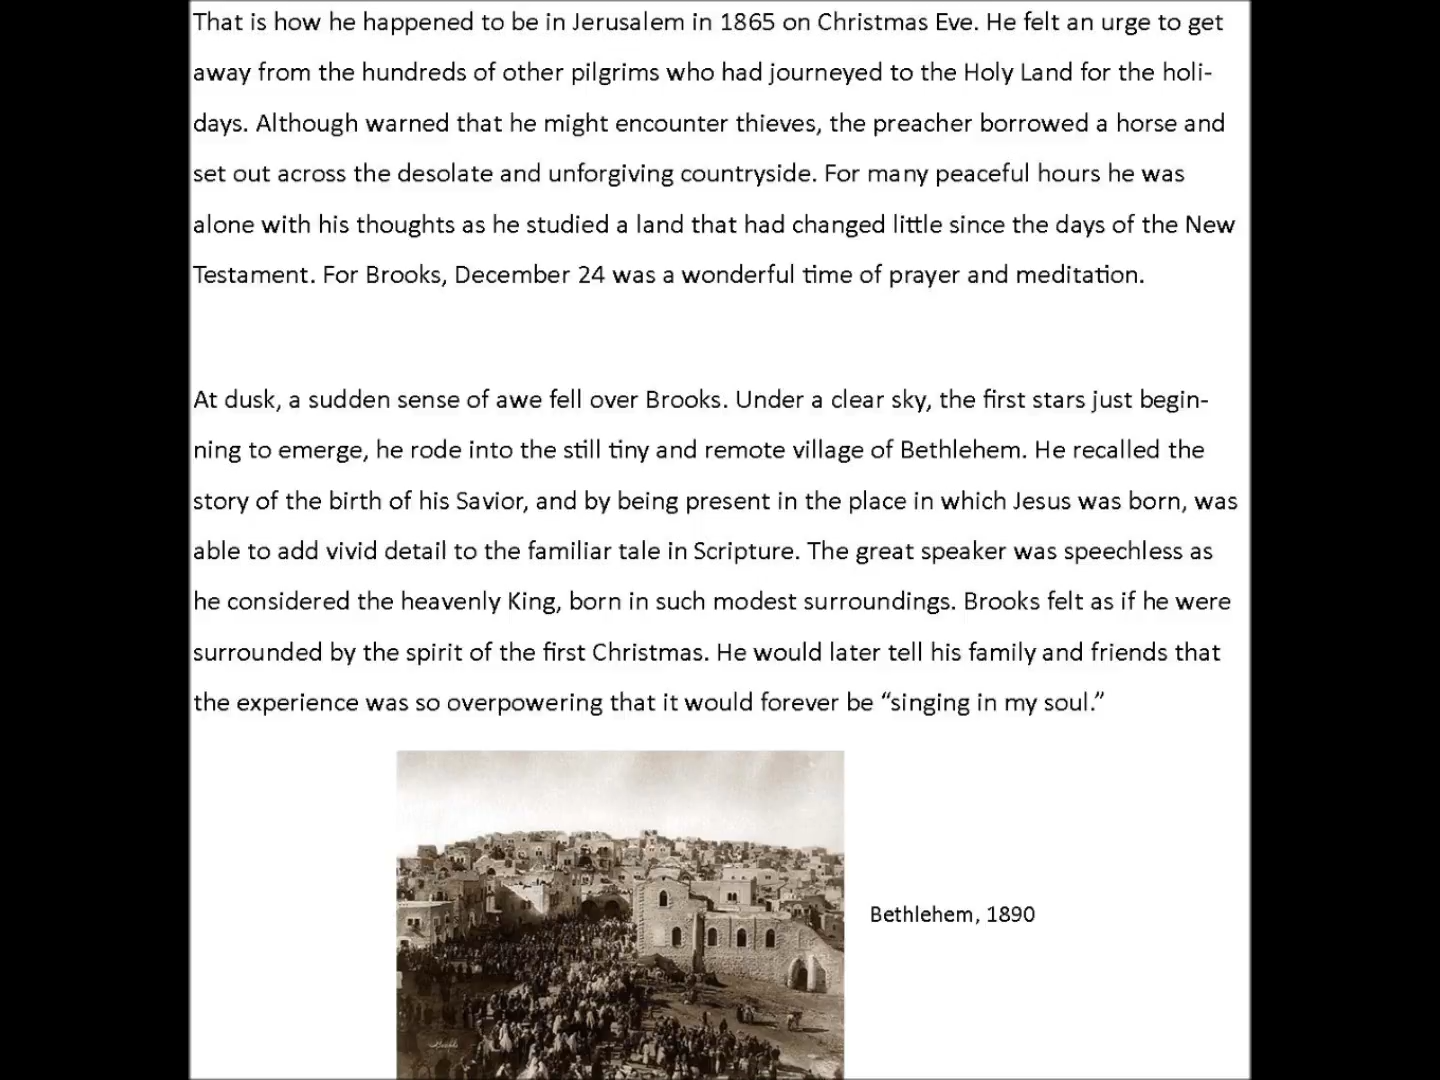 That is how he happened to be in Jerusalem in 1865 on Christmas Eve. He felt an urge to get
away from the hundreds of other pilgrims who had journeyed to the Holy Land for the holi-
days. Although warned that he might encounter thieves, the preacher borrowed a horse and
set out across the desolate and unforgiving countryside. For many peaceful hours he was
alone with his thoughts as he studied a land that had changed little since the days of the New
Testament. For Brooks, December 24 was a wonderful time of prayer and meditation.
At dusk, a sudden sense of awe fell over Brooks. Under a clear sky, the first stars just begin-
ning to emerge, he rode into the still tiny and remote village of Bethlehem. He recalled the
story of the birth of his Savior, and by being present in the place in which Jesus was born, was
able to add vivid detail to the familiar tale in Scripture. The great speaker was speechless as
he considered the heavenly King, born in such modest surroundings. Brooks felt as if he were
surrounded by the spirit of the first Christmas. He would later tell his family and friends that
the experience was so overpowering that it would forever be “singing in my soul.”
Bethlehem, 1890